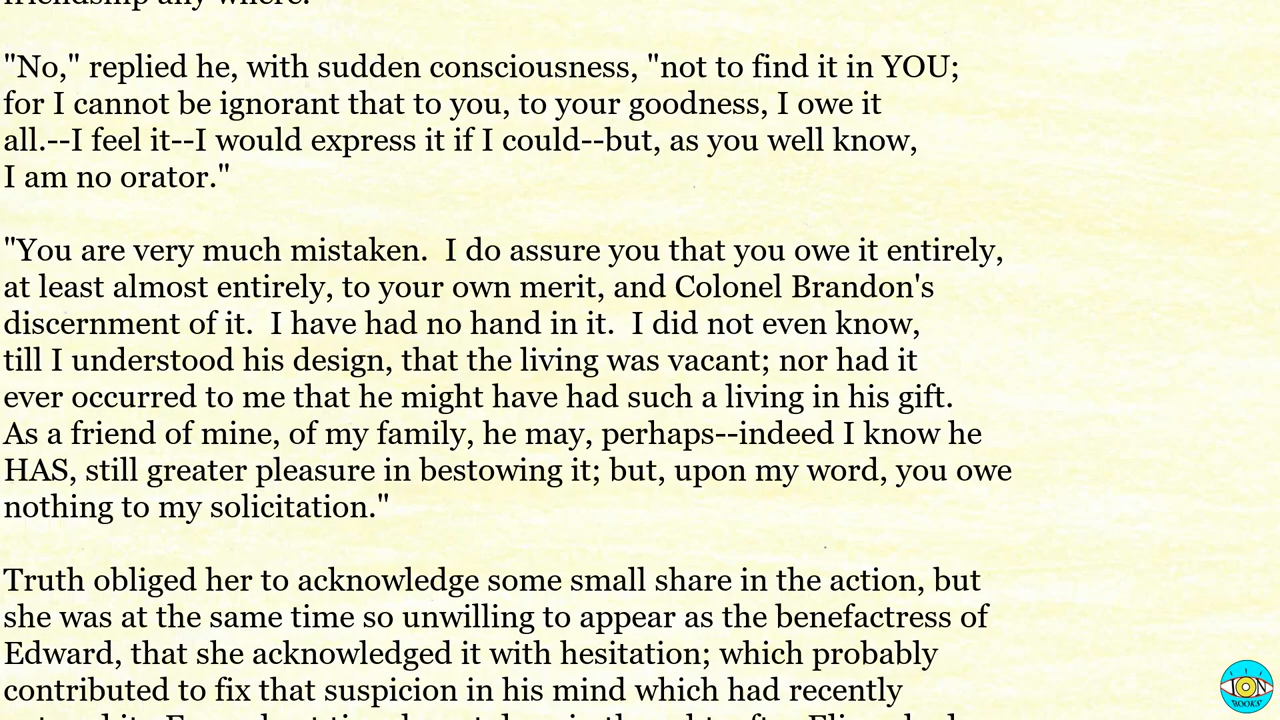 "No," replied he, with sudden consciousness, "not to find it in YOU;
for I cannot be ignorant that to you, to your goodness, I owe it
all.--I feel it--I would express it if I could--but, as you well know,
I am no orator."
"You are very much mistaken.  I do assure you that you owe it entirely,
at least almost entirely, to your own merit, and Colonel Brandon's
discernment of it.  I have had no hand in it.  I did not even know,
till I understood his design, that the living was vacant; nor had it
ever occurred to me that he might have had such a living in his gift.
As a friend of mine, of my family, he may, perhaps--indeed I know he
HAS, still greater pleasure in bestowing it; but, upon my word, you owe
nothing to my solicitation."
Truth obliged her to acknowledge some small share in the action, but
she was at the same time so unwilling to appear as the benefactress of
Edward, that she acknowledged it with hesitation; which probably
contributed to fix that suspicion in his mind which had recently
ION
BOOKS